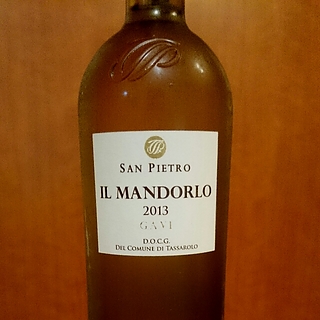 SAN PIETRO
IL MANDORLO
2013
GAVI
D.O.C.G.
DEL COMUNE DI TASSAROLO